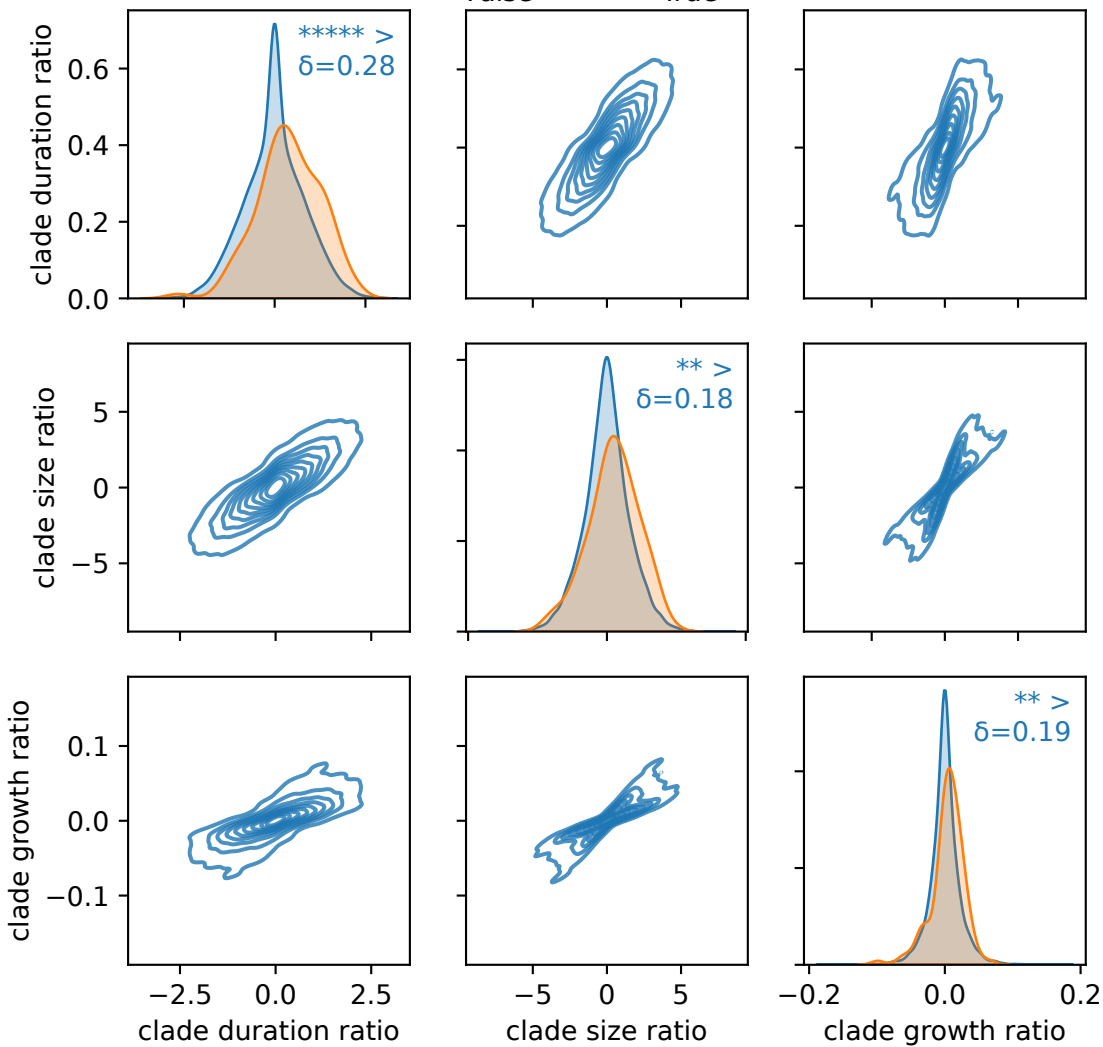 clade duration ratio
0.6
0.4
0.2
0.0
***** >
δ=0.28
clade size ratio
5
0
−5
** >
δ=0.18
clade growth ratio
0.1
0.0
−0.1
** >
δ=0.19
−2.5 0.0 2.5
clade duration ratio
−5 0 5
clade size ratio
−0.2 0.0 0.2
clade growth ratio